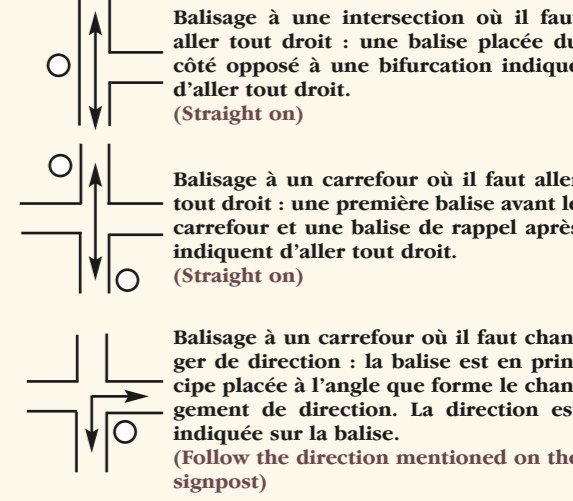 Balisage à une intersection où il faut
aller tout droit : une balise placée du
côté opposé à une bifurcation indique
d'aller tout droit.
(Straight on)
Balisage à un carrefour où il faut aller
tout droit : une première balise avant le
carrefour et une balise de rappel après
indiquent d'aller tout droit.
(Straight on)
Balisage à un carrefour où il faut chan
ger de direction : la balise est en prin
cipe placée à l'angle que forme le chan
gement de direction. La direction est
indiquée sur la balise.
(Follow the direction mentioned on the
signpost)